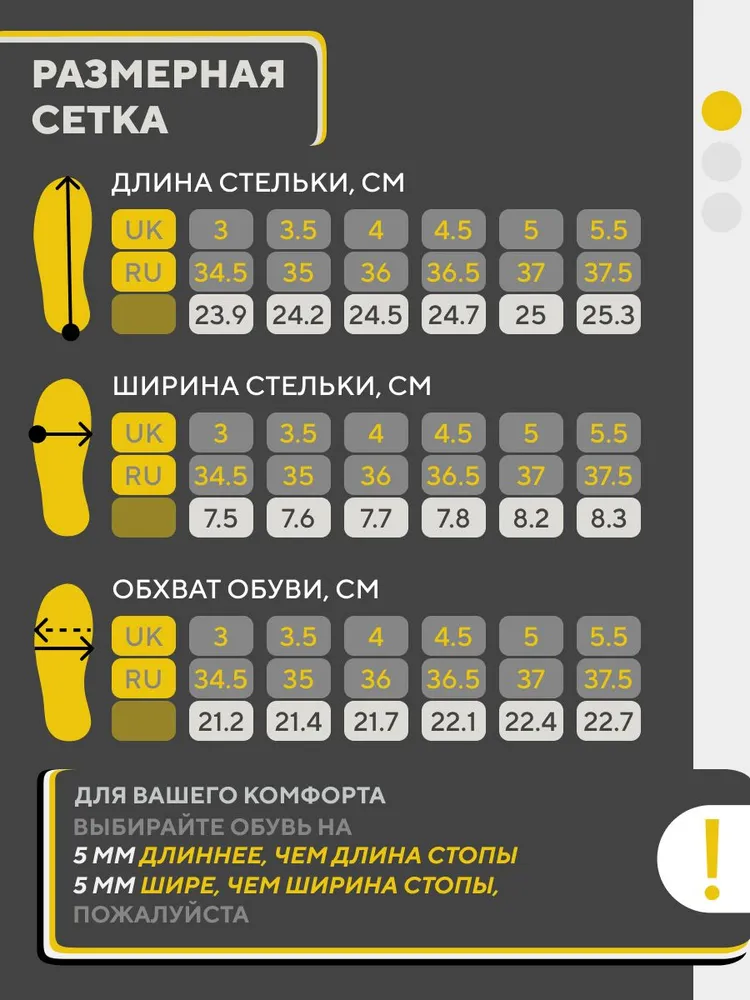 РАЗМЕРНАЯ
СЕТКА
ДЛИНА СТЕЛЬКИ, СМ
UK 3 3.5 4 4.5 5 5.5
RU 34.5 35 36 36.5 37 37.5
23.9 24.2 24.5 24.7 25 25.3
ШИРИНА СТЕЛЬКИ, СМ
UK 3 3.5 4 4.5 5 5.5
RU 34.5 35 36 36.5 37 37.5
7.5 7.6 7.7 7.8 8.2 8.3
ОБХВАТ ОБУВИ, СМ
UK 3 3.5 4 4.5 5 5.5
RU 34.5 35 36 36.5 37 37.5
21.2 21.4 21.7 22.1 22.4 22.7
ДЛЯ ВАШЕГО КОМФОРТА
ВЫБИРАЙТЕ ОБУВЬ НА
5 ММ ДЛИННЕЕ, ЧЕМ ДЛИНА СТОПЫ
5 ММ ШИРЕ, ЧЕМ ШИРИНА СТОПЫ,
ПОЖАЛУЙСТА
!